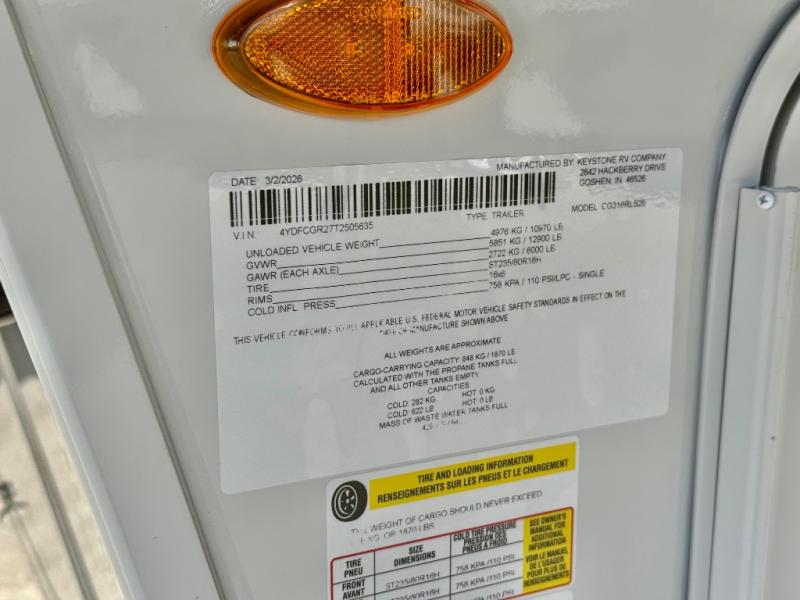 DATE 3/2/2026
MANUFACTURED BY KEYSTONE RV COMPANY
2642 HACKBERRY DRIVE
GOSHEN, IN 46526
V.I.N. 4YDFCGR27T2505635
TYPE TRAILER
MODEL CG316RLS26
UNLOADED VEHICLE WEIGHT 4976 KG / 10970 LB
GVWR 5851 KG / 12900 LB
GAWR (EACH AXLE) 2722 KG / 6000 LB
TIRE ST235/80R16H
RIMS 16x6
COLD INFL. PRESS 758 KPA / 110 PSI/LPC - SINGLE
THIS VEHICLE CONFORMS TO ALL APPLICABLE U.S. FEDERAL MOTOR VEHICLE SAFETY STANDARDS IN EFFECT ON THE
DATE OF MANUFACTURE SHOWN ABOVE
ALL WEIGHTS ARE APPROXIMATE
CARGO-CARRYING CAPACITY: 848 KG / 1870 LB
CALCULATED WITH THE PROPANE TANKS FULL
AND ALL OTHER TANKS EMPTY
CAPACITIES
COLD: 282 KG HOT: 0 KG
COLD: 622 LB HOT: 0 LB
MASS OF WASTE WATER TANKS FULL
TIRE AND LOADING INFORMATION
RENSEIGNEMENTS SUR LES PNEUS ET LE CHARGEMENT
THE WEIGHT OF CARGO SHOULD NEVER EXCEED
KG. OR 1870 LBS.
TIRE
PNEU
SIZE
DIMENSIONS
COLD TIRE PRESSURE
PRESSION DES
PNEUS A FROID
SEE OWNER'S
MANUAL FOR
ADDITIONAL
INFORMATION
VOIR LE MANUEL
DE L'USAGER
POUR PLUS DE
RENSEIGNEMENTS
FRONT
AVANT
ST235/80R16H
758 KPA /110 PSI